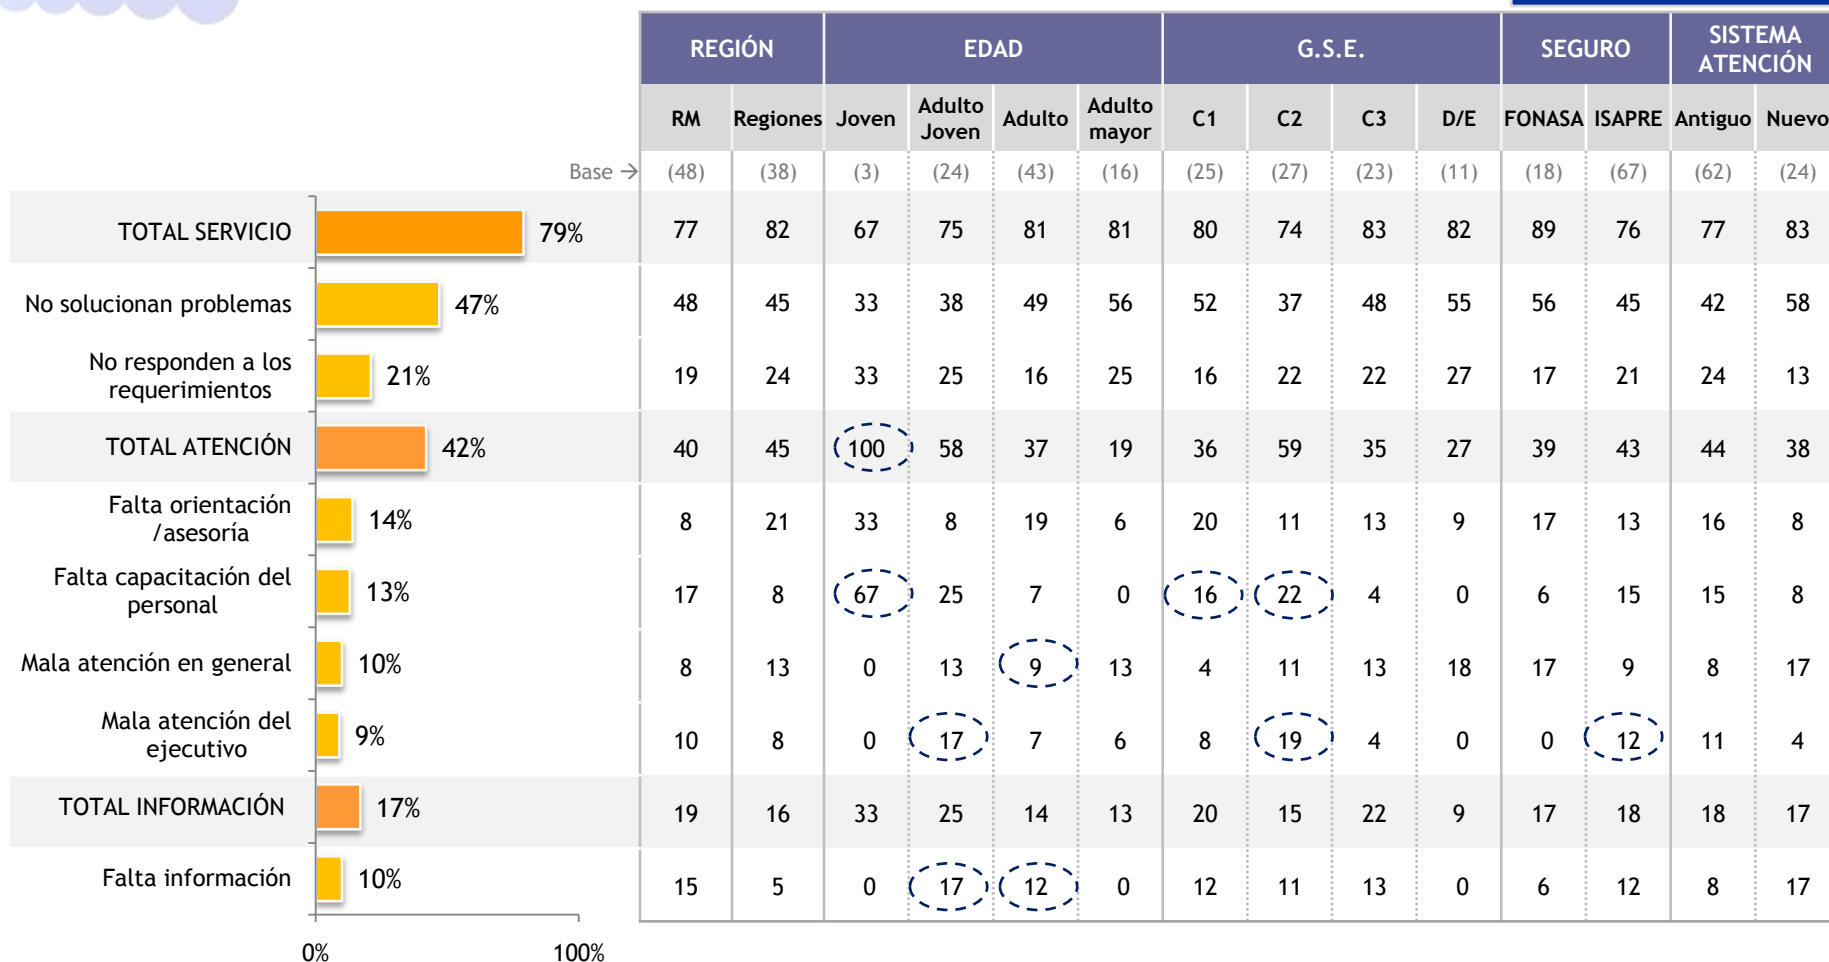 REGIÓN EDAD G.S.E. SEGURO SISTEMA
ATENCIÓN
RM Regiones Joven Adulto
Joven Adulto Adulto
mayor C1 C2 C3 D/E FONASA ISAPRE Antiguo Nuevo
Base → (48) (38) (3) (24) (43) (16) (25) (27) (23) (11) (18) (67) (62) (24)
TOTAL SERVICIO 79% 77 82 67 75 81 81 80 74 83 82 89 76 77 83
No solucionan problemas 47% 48 45 33 38 49 56 52 37 48 55 56 45 42 58
No responden a los
requerimientos 21% 19 24 33 25 16 25 16 22 22 27 17 21 24 13
TOTAL ATENCIÓN 42% 40 45 100 58 37 19 36 59 35 27 39 43 44 38
Falta orientación
/asesoría 14% 8 21 33 8 19 6 20 11 13 9 17 13 16 8
Falta capacitación del
personal 13% 17 8 67 25 7 0 16 22 4 0 6 15 15 8
Mala atención en general 10% 8 13 0 13 9 13 4 11 13 18 17 9 8 17
Mala atención del
ejecutivo 9% 10 8 0 17 7 6 8 19 4 0 0 12 11 4
TOTAL INFORMACIÓN 17% 19 16 33 25 14 13 20 15 22 9 17 18 18 17
Falta información 10% 15 5 0 17 12 0 12 11 13 0 6 12 8 17
0% 100%